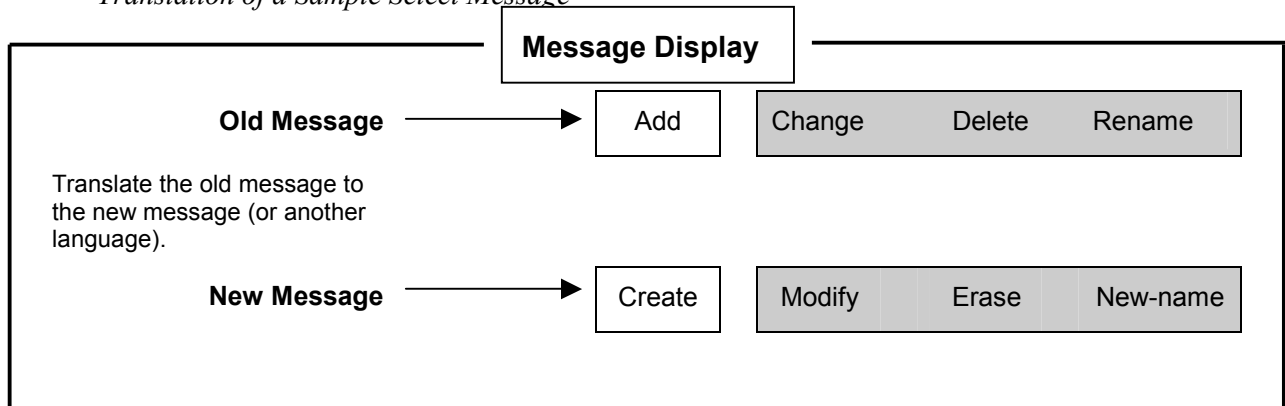 Translation of a Sample Select Message
Message Display
Old Message Add Change Delete Rename
Translate the old message to
the new message (or another
language).
New Message Create Modify Erase New-name